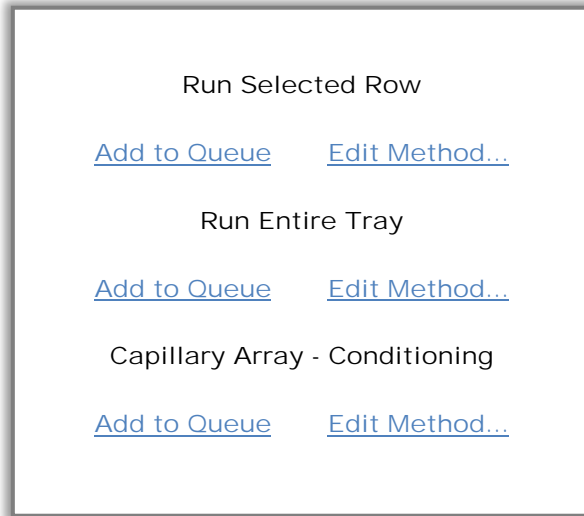 Run Selected Row
Add to Queue Edit Method...
Run Entire Tray
Add to Queue Edit Method...
Capillary Array - Conditioning
Add to Queue Edit Method...